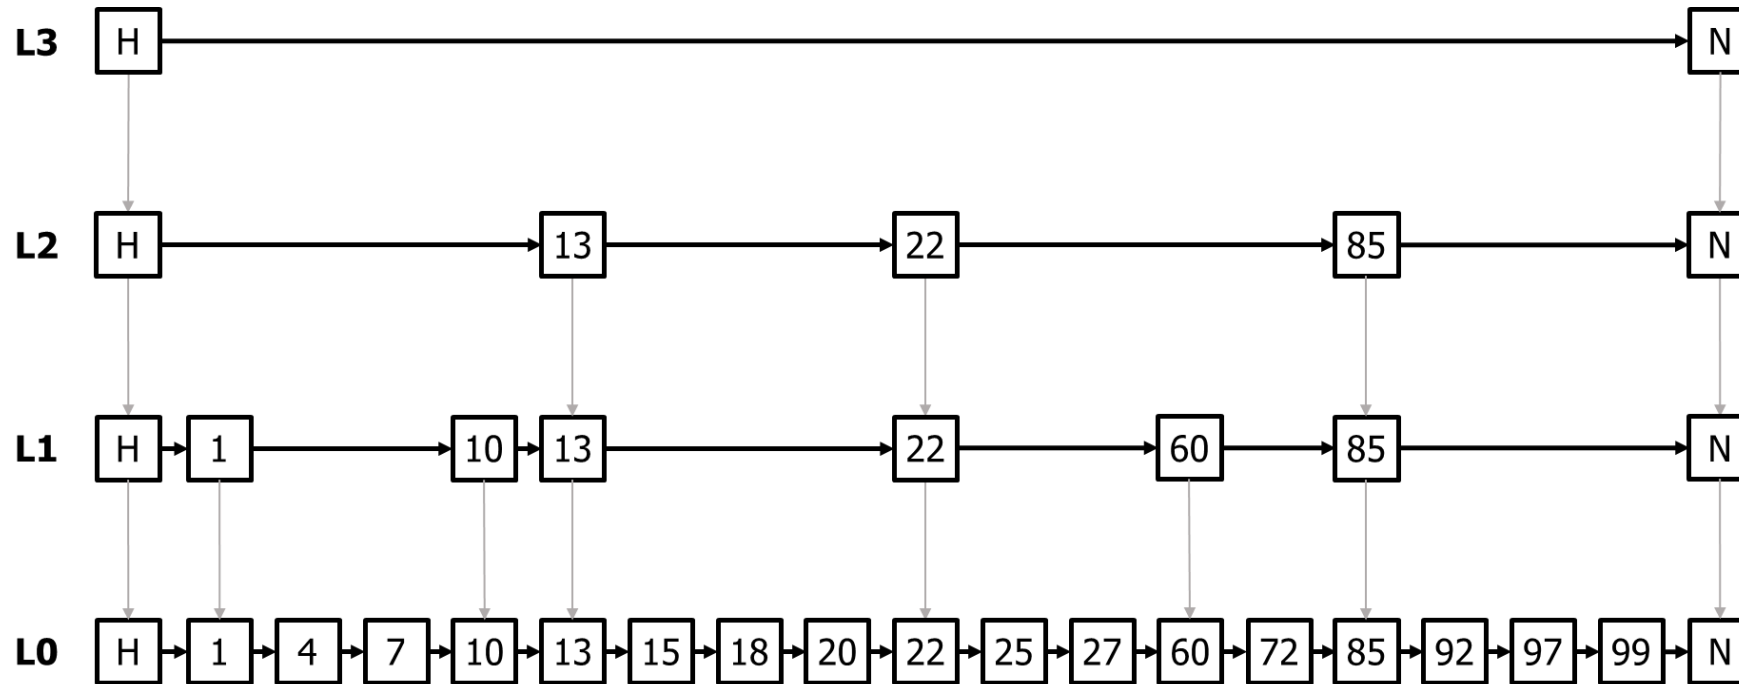 L3 H N
L2 H 13 22 85 N
L1 H 1 10 13 22 60 85 N
L0 H 1 4 7 10 13 15 18 20 22 25 27 60 72 85 92 97 99 N